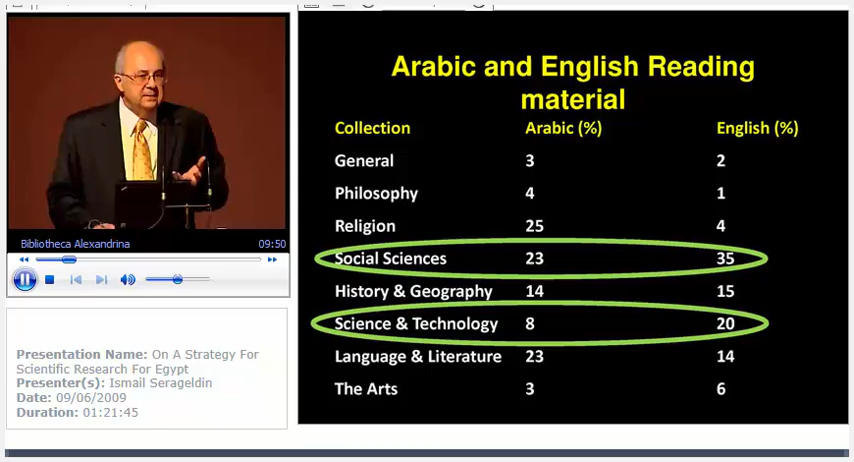 Bibliotheca Alexandrina 09:50
Presentation Name: On A Strategy For
Scientific Research For Egypt
Presenter(s): Ismail Serageldin
Date: 09/06/2009
Duration: 01:21:45
Arabic and English Reading
material
Collection Arabic (%) English (%)
General 3 2
Philosophy 4 1
Religion 25 4
Social Sciences 23 35
History & Geography 14 15
Science & Technology 8 20
Language & Literature 23 14
The Arts 3 6